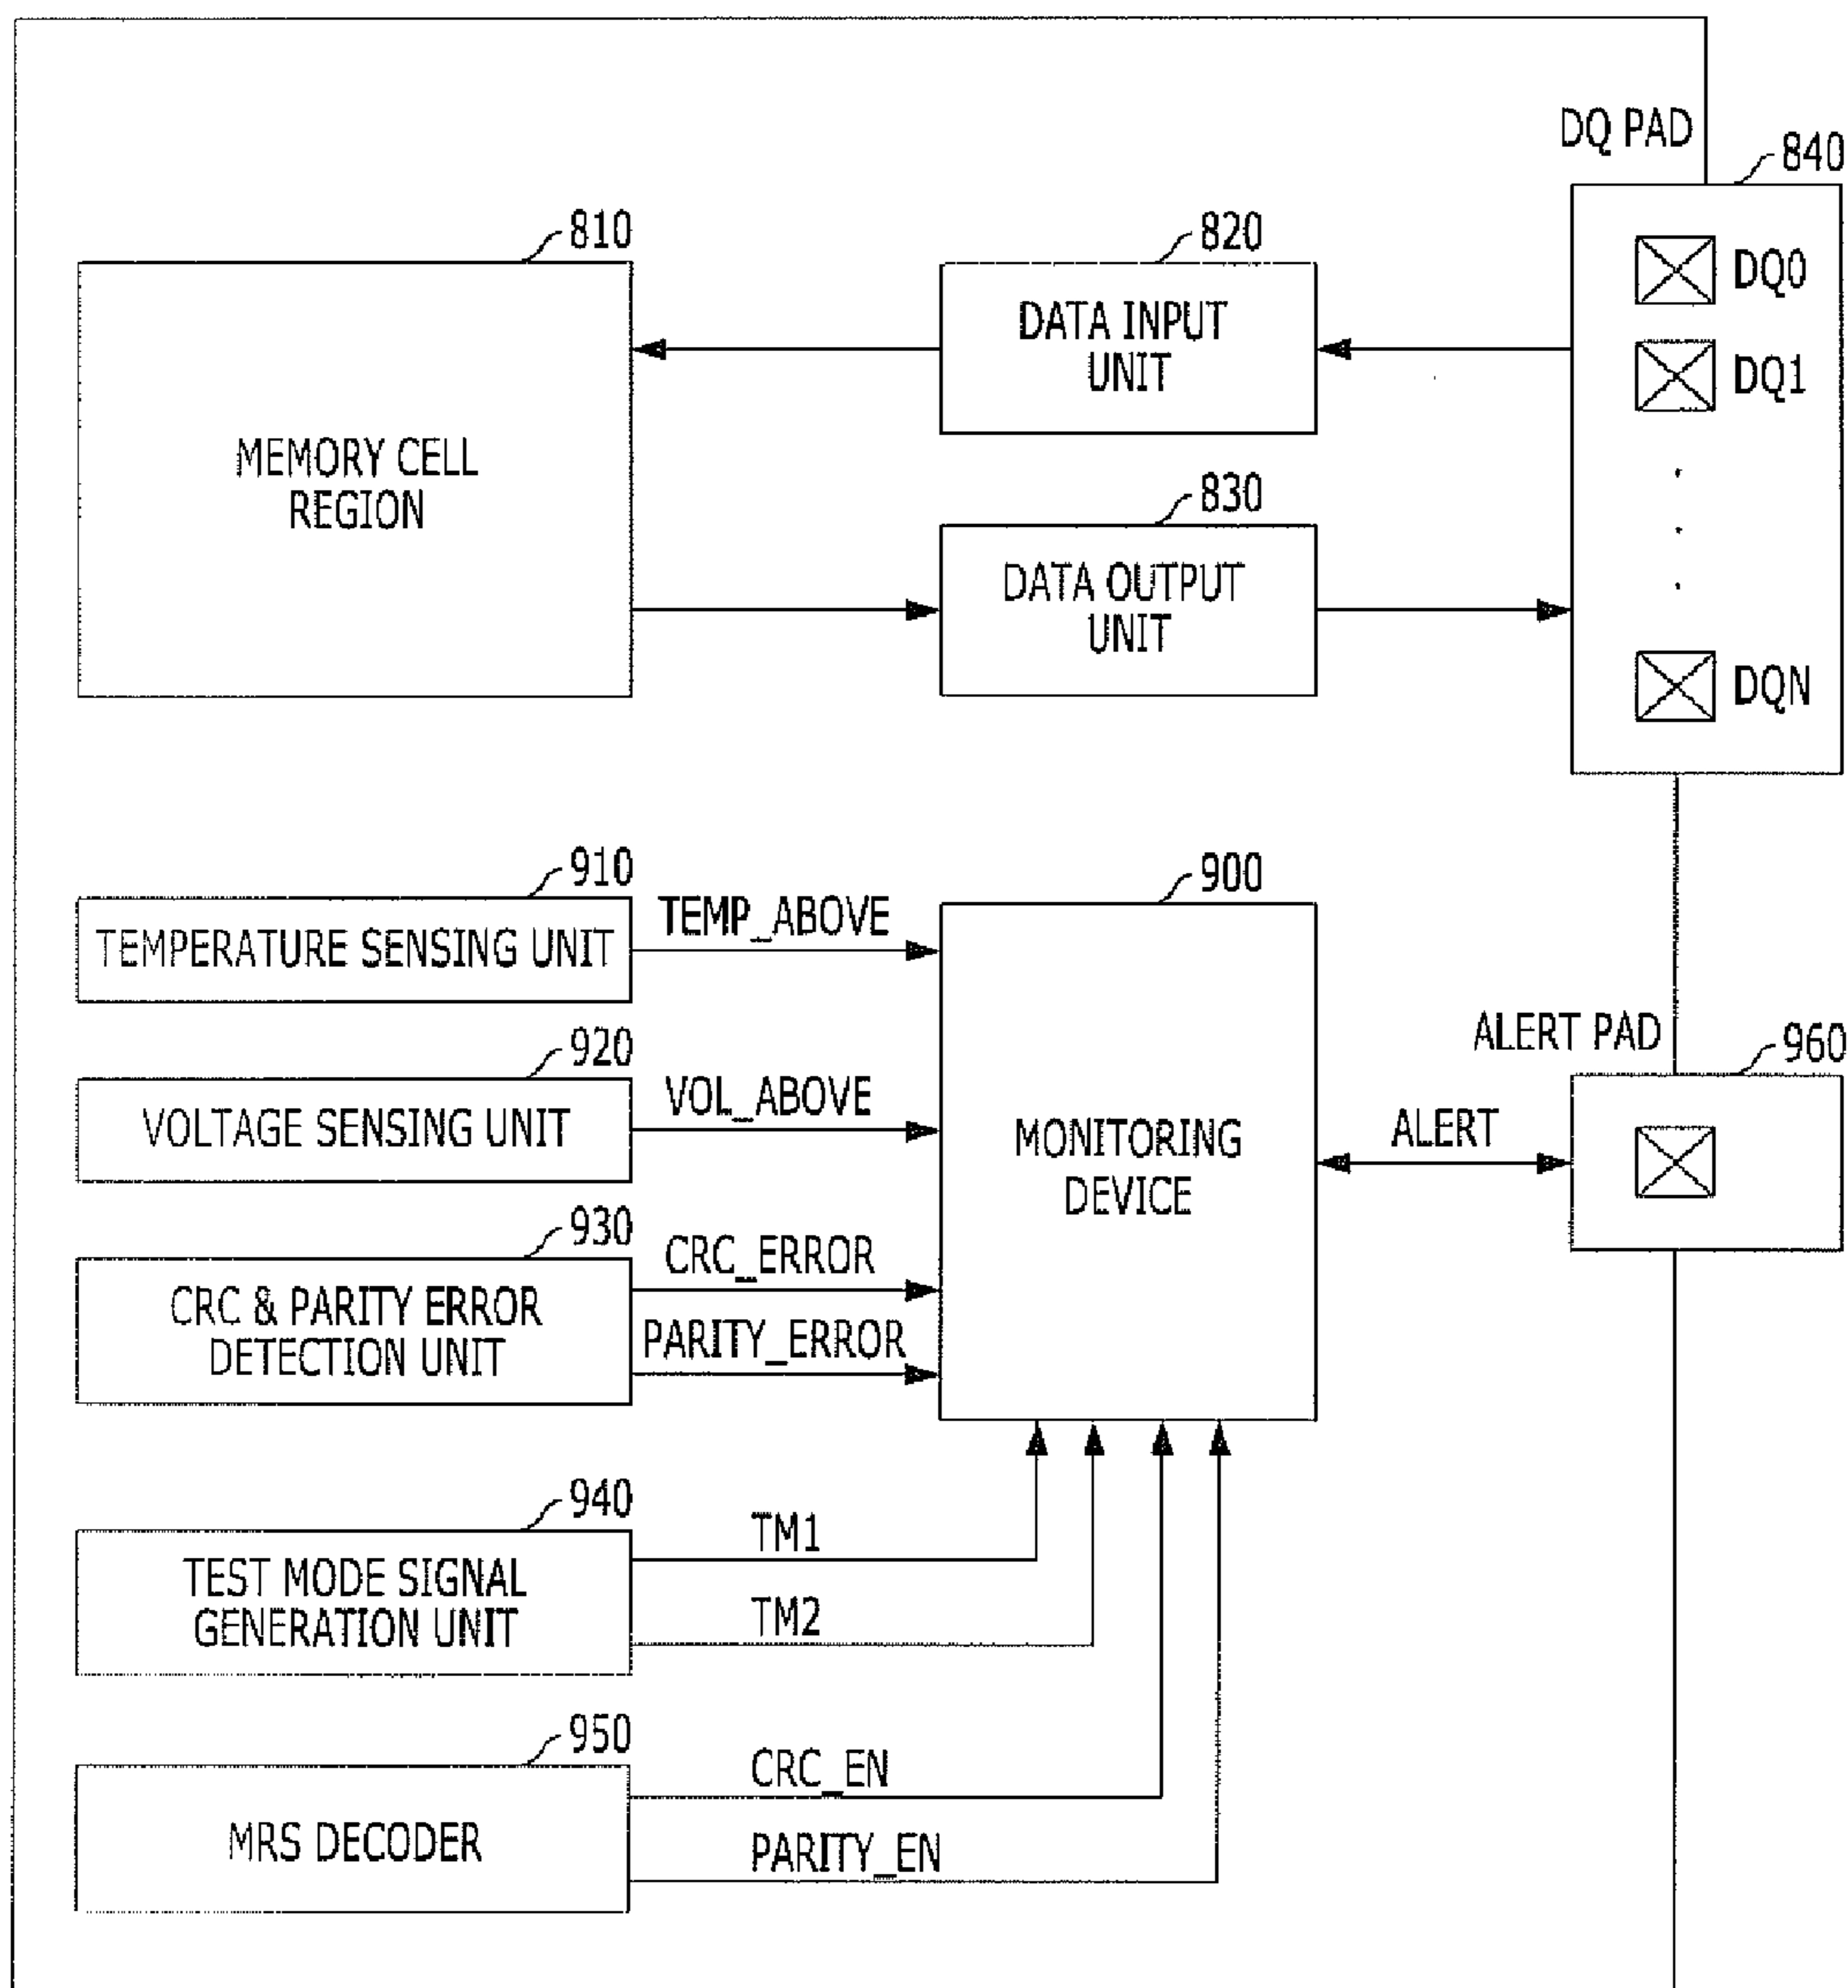 DQ PAD
840
810
820
DQ0
DATA INPUT
UNIT
DQ1
MEMORY CELL
REGION
830
DATA OUTPUT
UNIT
DQN
910
TEMP_ABOVE
900
TEMPERATURE SENSING UNIT
ALERT PAD
960
920
VOL_ABOVE
VOLTAGE SENSING UNIT
MONITORING
DEVICE
ALERT
930
CRC_ERROR
CRC & PARITY ERROR
DETECTION UNIT
PARITY_ERROR
940
TM1
TEST MODE SIGNAL
GENERATION UNIT
TM2
950
CRC_EN
MRS DECODER
PARITY_EN